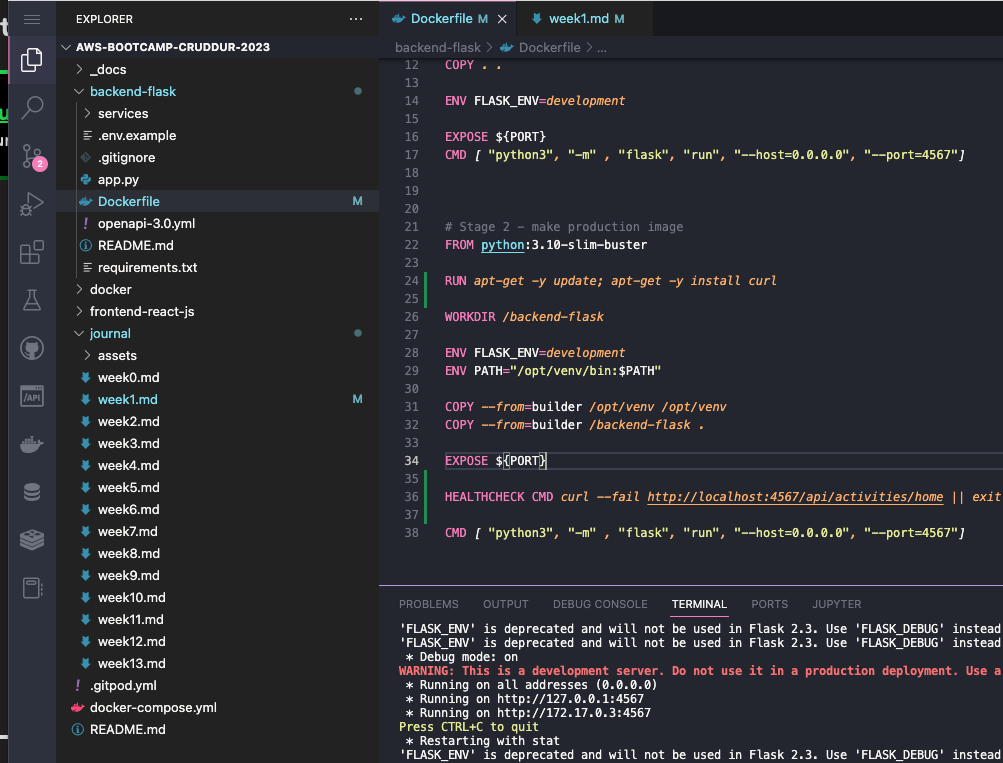 EXPLORER
AWS-BOOTCAMP-CRUDDUR-2023
_docs
backend-flask
services
.env.example
.gitignore
app.py
Dockerfile M
openapi-3.0.yml
README.md
requirements.txt
docker
frontend-react-js
journal
assets
week0.md
week1.md M
week2.md
week3.md
week4.md
week5.md
week6.md
week7.md
week8.md
week9.md
week10.md
week11.md
week12.md
week13.md
.gitpod.yml
docker-compose.yml
README.md
2
/API
Dockerfile M
week1.md M
backend-flask > Dockerfile > ...
12 COPY . .
13
14 ENV FLASK_ENV=development
15
16 EXPOSE ${PORT}
17 CMD [ "python3", "-m" , "flask", "run", "--host=0.0.0.0", "--port=4567"]
18
19
20
21 # Stage 2 - make production image
22 FROM python:3.10-slim-buster
23
24 RUN apt-get -y update; apt-get -y install curl
25
26 WORKDIR /backend-flask
27
28 ENV FLASK_ENV=development
29 ENV PATH="/opt/venv/bin:$PATH"
30
31 COPY --from=builder /opt/venv /opt/venv
32 COPY --from=builder /backend-flask .
33
34 EXPOSE ${PORT}
35
36 HEALTHCHECK CMD curl --fail http://localhost:4567/api/activities/home || exit
37
38 CMD [ "python3", "-m" , "flask", "run", "--host=0.0.0.0", "--port=4567"]
PROBLEMS OUTPUT DEBUG CONSOLE TERMINAL PORTS JUPYTER
'FLASK_ENV' is deprecated and will not be used in Flask 2.3. Use 'FLASK_DEBUG' instead
'FLASK_ENV' is deprecated and will not be used in Flask 2.3. Use 'FLASK_DEBUG' instead
* Debug mode: on
WARNING: This is a development server. Do not use it in a production deployment. Use a
* Running on all addresses (0.0.0.0)
* Running on http://127.0.0.1:4567
* Running on http://172.17.0.3:4567
Press CTRL+C to quit
* Restarting with stat
'FLASK_ENV' is deprecated and will not be used in Flask 2.3. Use 'FLASK_DEBUG' instead